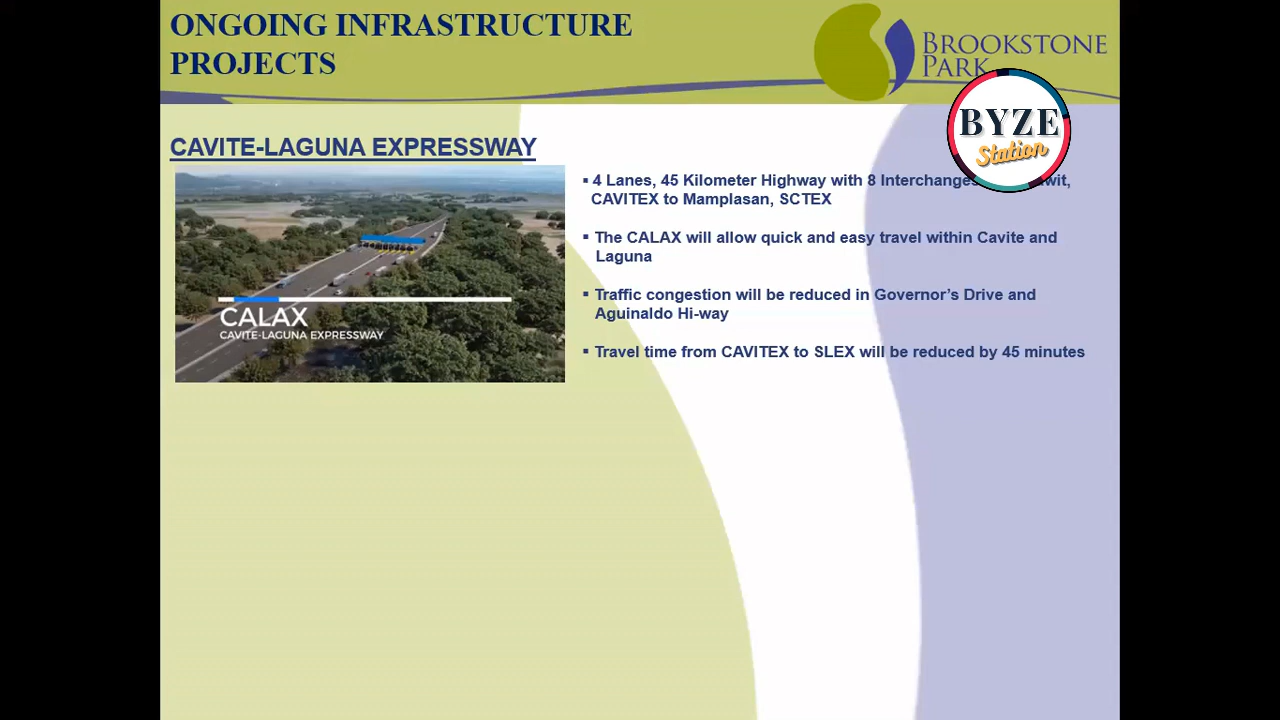 ONGOING INFRASTRUCTURE
PROJECTS
BROOKSTONE
PARK
BYZE
Station
CAVITE-LAGUNA EXPRESSWAY
▪ 4 Lanes, 45 Kilometer Highway with 8 Interchanges
CAVITEX to Mamplasan, SCTEX
▪ The CALAX will allow quick and easy travel within Cavite and
Laguna
▪ Traffic congestion will be reduced in Governor's Drive and
Aguinaldo Hi-way
▪ Travel time from CAVITEX to SLEX will be reduced by 45 minutes
CALAX
CAVITE-LAGUNA EXPRESSWAY